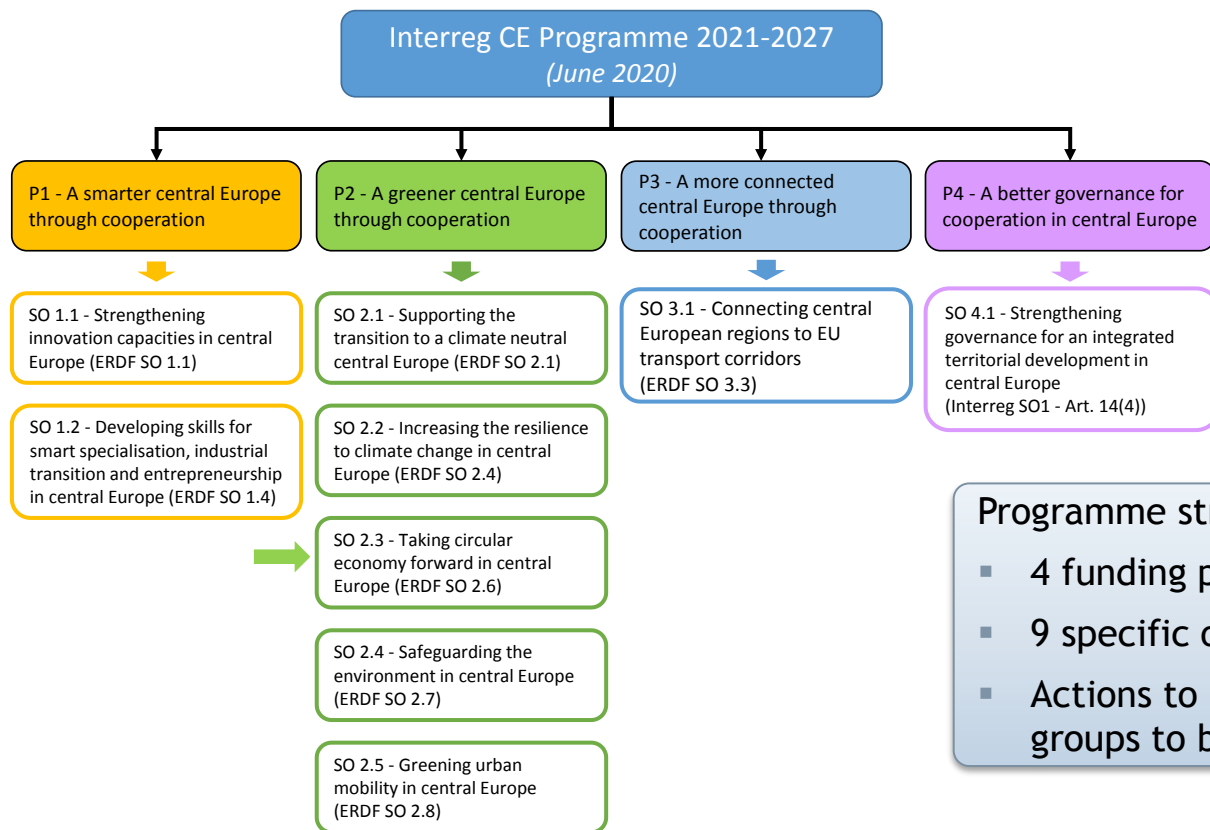 Interreg CE Programme 2021-2027
(June 2020)
P1 - A smarter central Europe
through cooperation
P2 - A greener central Europe
through cooperation
P3 - A more connected
central Europe through
cooperation
P4 - A better governance for
cooperation in central Europe
SO 1.1 - Strengthening
innovation capacities in central
Europe (ERDF SO 1.1)
SO 1.2 - Developing skills for
smart specialisation, industrial
transition and entrepreneurship
in central Europe (ERDF SO 1.4)
SO 2.1 - Supporting the
transition to a climate neutral
central Europe (ERDF SO 2.1)
SO 2.2 - Increasing the resilience
to climate change in central
Europe (ERDF SO 2.4)
SO 2.3 - Taking circular
economy forward in central
Europe (ERDF SO 2.6)
SO 2.4 - Safeguarding the
environment in central Europe
(ERDF SO 2.7)
SO 2.5 - Greening urban
mobility in central Europe
(ERDF SO 2.8)
SO 3.1 - Connecting central
European regions to EU
transport corridors
(ERDF SO 3.3)
SO 4.1 - Strengthening
governance for an integrated
territorial development in
central Europe
(Interreg SO1 - Art. 14(4))
Programme
4 funding
9 specific
Actions to
groups to